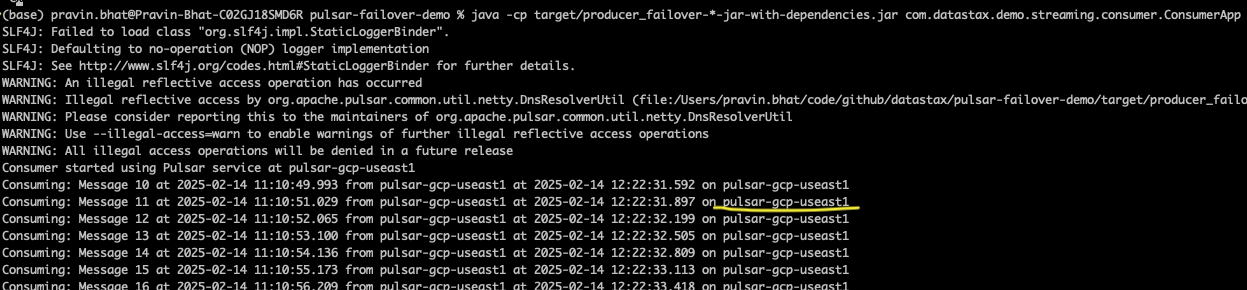 (base) pravin.bhat@Pravin-Bhat-C02GJ18SMD6R pulsar-failover-demo % java -cp target/producer_failover-*-jar-with-dependencies.jar com.datastax.demo.streaming.consumer.ConsumerApp
SLF4J: Failed to load class "org.slf4j.impl.StaticLoggerBinder".
SLF4J: Defaulting to no-operation (NOP) logger implementation
SLF4J: See http://www.slf4j.org/codes.html#StaticLoggerBinder for further details.
WARNING: An illegal reflective access operation has occurred
WARNING: Illegal reflective access by org.apache.pulsar.common.util.netty.DnsResolverUtil (file:/Users/pravin.bhat/code/github/datastax/pulsar-failover-demo/target/producer_failo
WARNING: Please consider reporting this to the maintainers of org.apache.pulsar.common.util.netty.DnsResolverUtil
WARNING: Use --illegal-access=warn to enable warnings of further illegal reflective access operations
WARNING: All illegal access operations will be denied in a future release
Consumer started using Pulsar service at pulsar-gcp-useast1
Consuming: Message 10 at 2025-02-14 11:10:49.993 from pulsar-gcp-useast1 at 2025-02-14 12:22:31.592 on pulsar-gcp-useast1
Consuming: Message 11 at 2025-02-14 11:10:51.029 from pulsar-gcp-useast1 at 2025-02-14 12:22:31.897 on pulsar-gcp-useast1
Consuming: Message 12 at 2025-02-14 11:10:52.065 from pulsar-gcp-useast1 at 2025-02-14 12:22:32.199 on pulsar-gcp-useast1
Consuming: Message 13 at 2025-02-14 11:10:53.100 from pulsar-gcp-useast1 at 2025-02-14 12:22:32.505 on pulsar-gcp-useast1
Consuming: Message 14 at 2025-02-14 11:10:54.136 from pulsar-gcp-useast1 at 2025-02-14 12:22:32.809 on pulsar-gcp-useast1
Consuming: Message 15 at 2025-02-14 11:10:55.173 from pulsar-gcp-useast1 at 2025-02-14 12:22:33.113 on pulsar-gcp-useast1
Consuming: Message 16 at 2025-02-14 11:10:56.209 from pulsar-gcp-useast1 at 2025-02-14 12:22:33.418 on pulsar-gcp-useast1